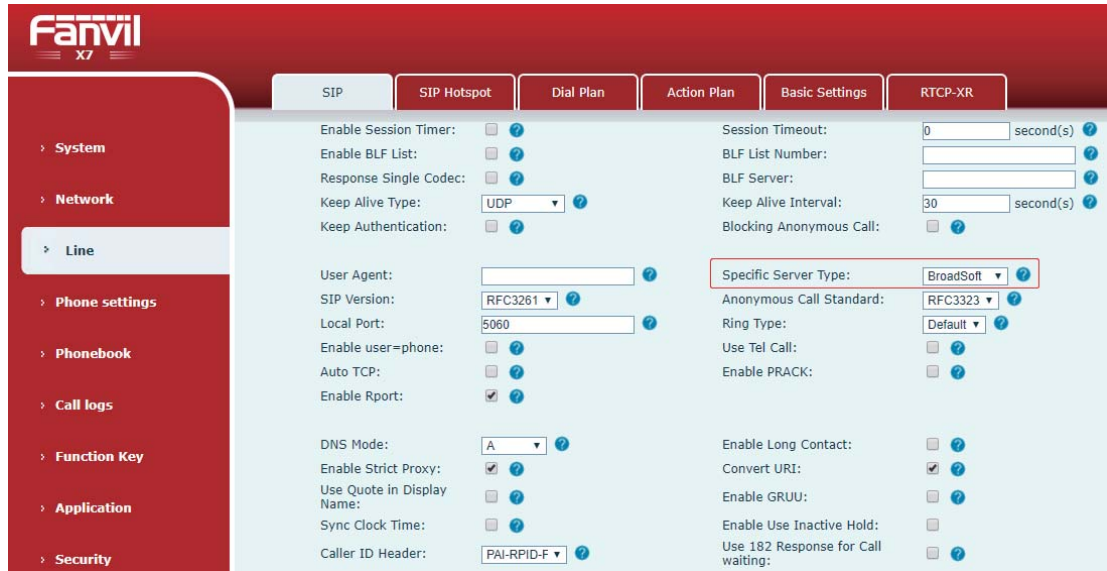 Fanvil
X7
SIP SIP Hotspot Dial Plan Action Plan Basic Settings RTCP-XR
› System
› Network
› Line
› Phone settings
› Phonebook
› Call logs
› Function Key
› Application
› Security
Enable Session Timer: ? Session Timeout: 0 second(s) ?
Enable BLF List: ? BLF List Number: ?
Response Single Codec: ? BLF Server: ?
Keep Alive Type: UDP ? Keep Alive Interval: 30 second(s) ?
Keep Authentication: ? Blocking Anonymous Call: ?
User Agent: ? Specific Server Type: BroadSoft ?
SIP Version: RFC3261 ? Anonymous Call Standard: RFC3323 ?
Local Port: 5060 ? Ring Type: Default ?
Enable user=phone: ? Use Tel Call: ?
Auto TCP: ? Enable PRACK: ?
Enable Rport: ?
DNS Mode: A ? Enable Long Contact: ?
Enable Strict Proxy: ? Convert URI: ?
Use Quote in Display
Name: ? Enable GRUU: ?
Sync Clock Time: ? Enable Use Inactive Hold:
Caller ID Header: PAI-RPID-F ? Use 182 Response for Call
waiting: ?